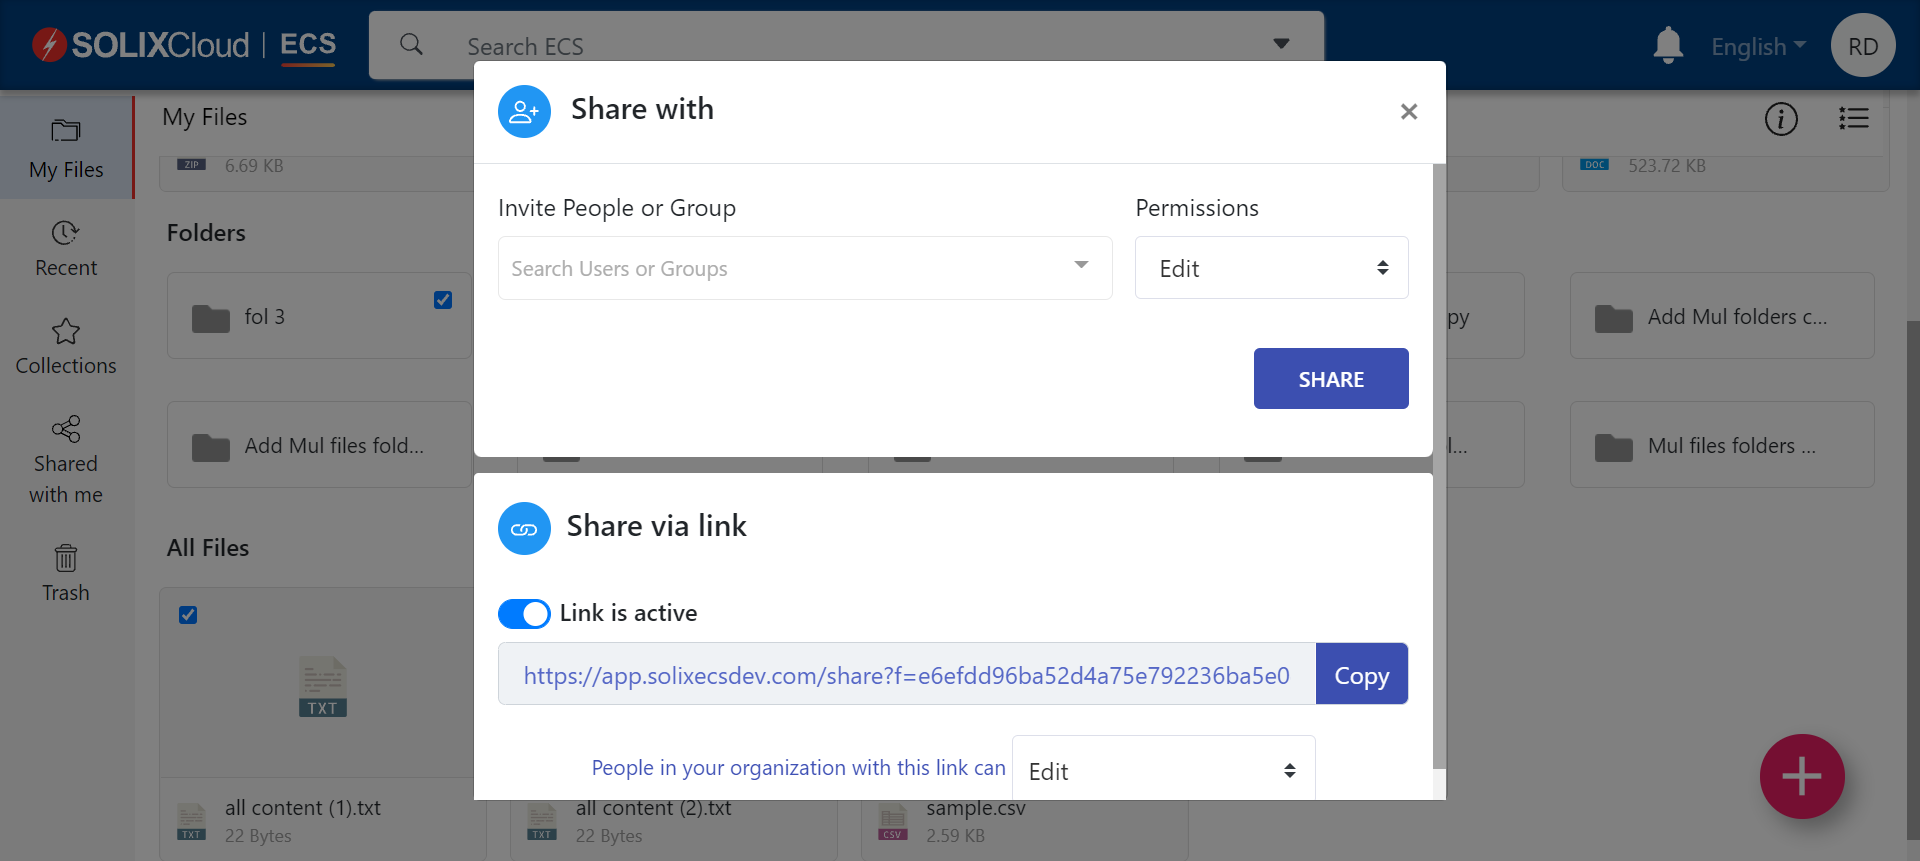 SOLIXCloud | ECS
Search ECS
English
RD
My Files
Recent
Collections
Shared
with me
Trash
My Files
ZIP
6.69 KB
DOC
523.72 KB
Folders
fol 3
py
Add Mul folders c...
Add Mul files fold...
l...
Mul files folders ...
All Files
TXT
TXT
all content (1).txt
22 Bytes
TXT
all content (2).txt
22 Bytes
CSV
sample.csv
2.59 KB
Share with
×
Invite People or Group
Permissions
Search Users or Groups
Edit
SHARE
Share via link
Link is active
https://app.solixecsdev.com/share?f=e6efdd96ba52d4a75e792236ba5e0
Copy
People in your organization with this link can
Edit